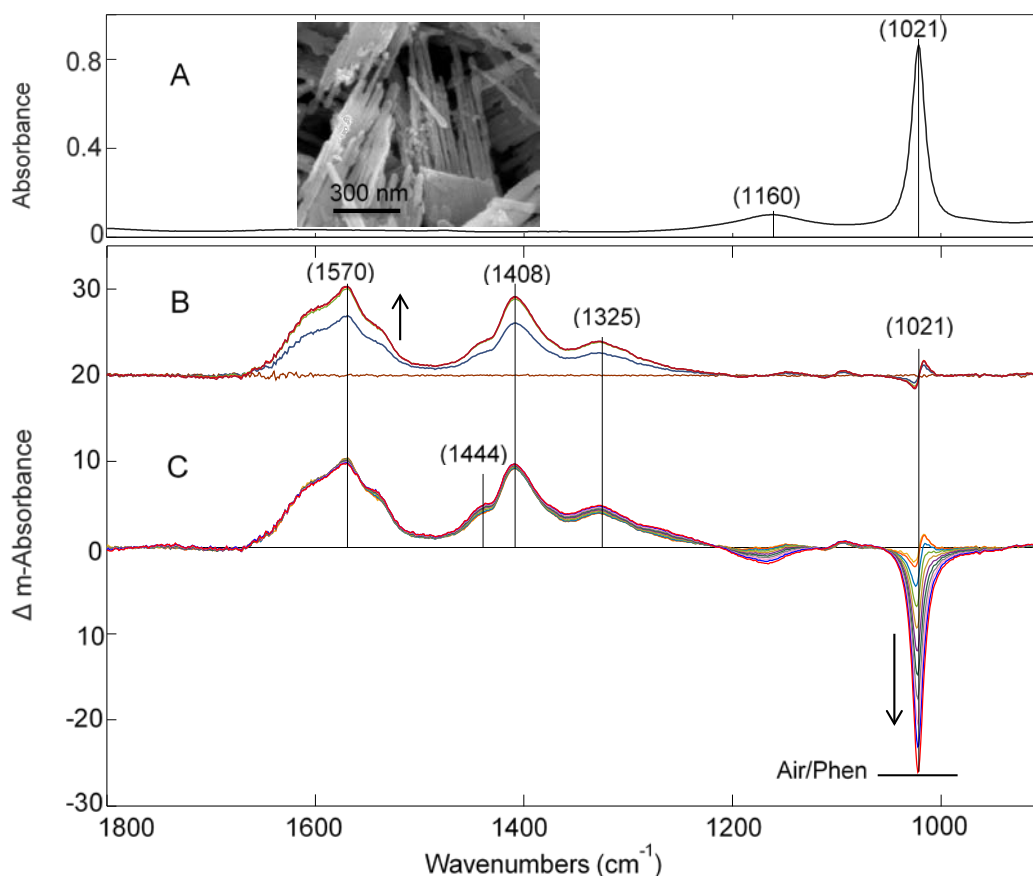 (1021)
0.8
A
Absorbance
0.4
300 nm
(1160)
0
30
B
(1570)
(1408)
(1325)
(1021)
20
10
C
(1444)
0
Δ m-Absorbance
10
-20
Air/Phen
-30
1800
1600
1400
1200
1000
Wavenumbers (cm⁻¹)